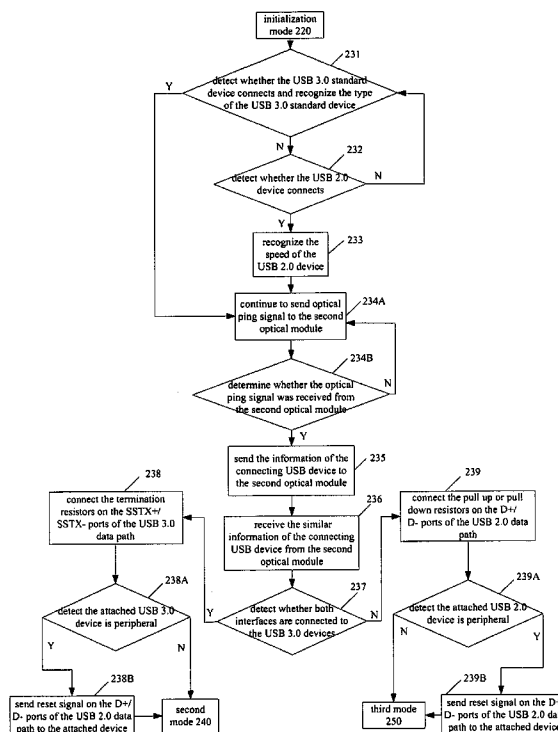 initialization
mode 220
231
detect whether the USB 3.0 standard
device connects and recognize the type
of the USB 3.0 standard device
Y
N
232
detect whether the USB 2.0
device connects
N
Y
recognize the
speed of the
USB 2.0 device
233
continue to send optical
ping signal to the second
optical module
234A
234B
determine whether the optical
ping signal was received from
the second optical module
N
Y
send the information of the
connecting USB device to the
second optical module
235
238
connect the termination
resistors on the SSTX+/
SSTX- ports of the USB 3.0
data path
236
receive the similar
information of the connecting
USB device from the second
optical module
239
connect the pull up or pull
down resistors on the D+/
D- ports of the USB 2.0 data
path
237
detect whether both
interfaces are connected to
the USB 3.0 devices
Y
N
238A
detect the attached USB 3.0
device is peripheral
Y
N
239A
detect the attached USB 2.0
device is peripheral
N
Y
238B
send reset signal on the D+/
D- ports of the USB 2.0 data
path to the attached device
second
mode 240
third mode
250
239B
send reset signal on the D+
D- ports of the USB 2.0 dat
path to the attached device